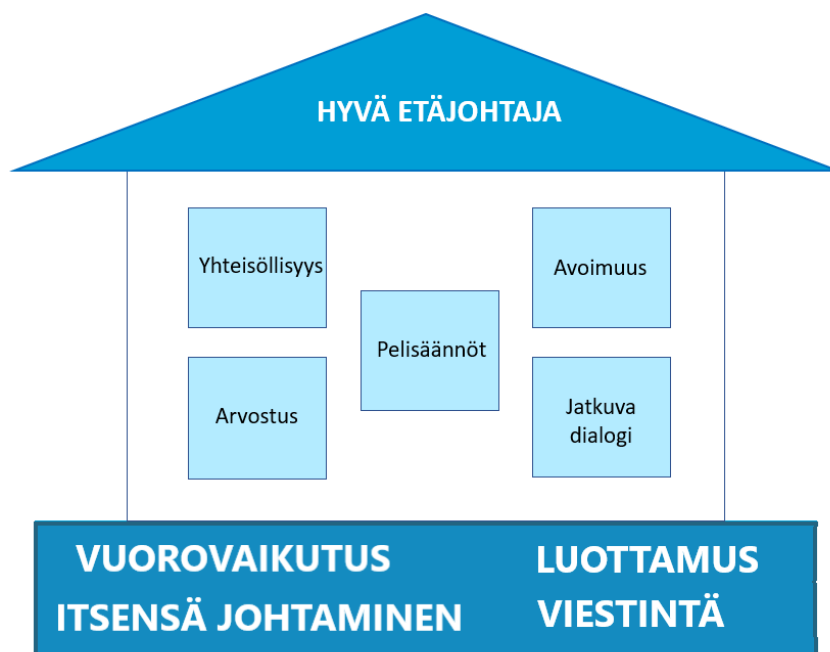 HYVÄ ETÄJOHTAJA
Yhteisöllisyys
Avoimuus
Pelisäännöt
Arvostus
Jatkuva
dialogi
VUOROVAIKUTUS
LUOTTAMUS
ITSENSÄ JOHTAMINEN
VIESTINTÄ